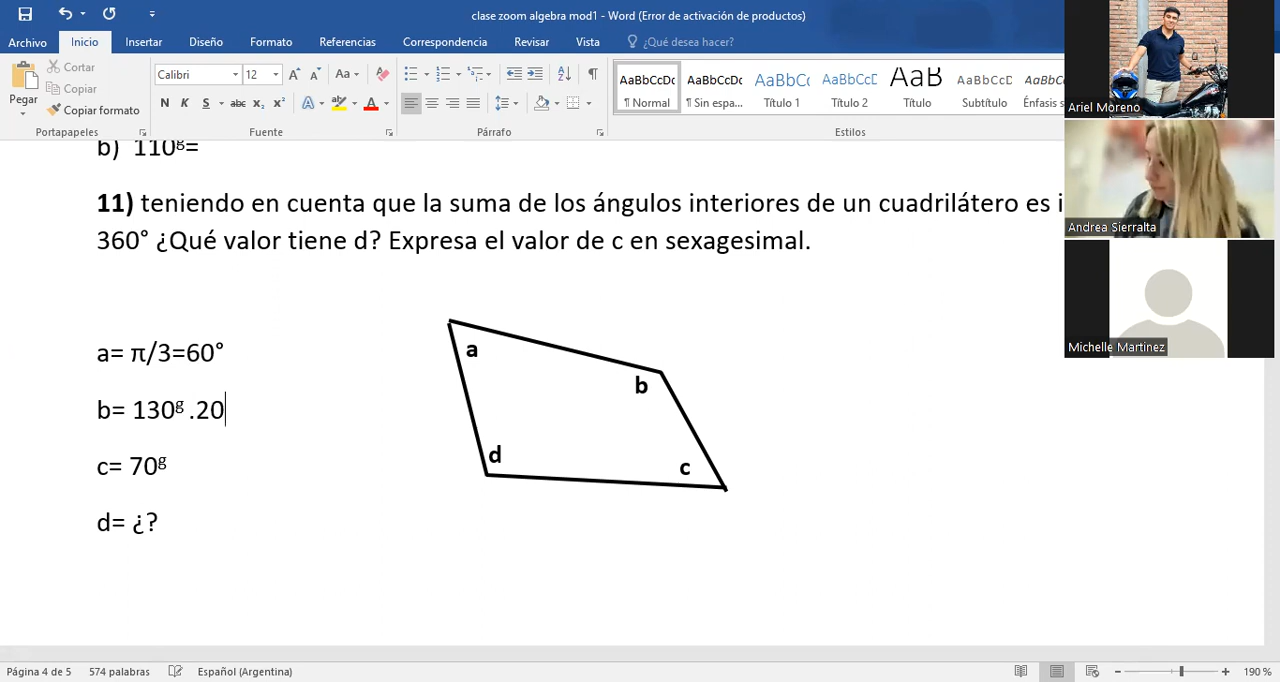 clase zoom algebra mod1 - Word (Error de activación de productos)
Archivo Inicio Insertar Diseño Formato Referencias Correspondencia Revisar Vista ¿Qué desea hacer?
Pegar
Cortar
Copiar
Copiar formato
Portapapeles
Calibri 12
Aa
N K S abc x₂ x² A A
Fuente
Párrafo
AaBbCcDc AaBbCcDc AaBbCc AaBbCcD AaB AaBbCcD AaBbCc
¶ Normal ¶ Sin espa... Título 1 Título 2 Título Subtítulo Énfasis s
Estilos
Ariel Moreno
Andrea Sierralta
Michelle Martinez
b) 110ᵍ=
11) teniendo en cuenta que la suma de los ángulos interiores de un cuadrilátero es i
360° ¿Qué valor tiene d? Expresa el valor de c en sexagesimal.
a= π/3=60°
b= 130ᵍ .20
c= 70ᵍ
d= ¿?
a
b
d
c
Página 4 de 5 574 palabras Español (Argentina) 190 %